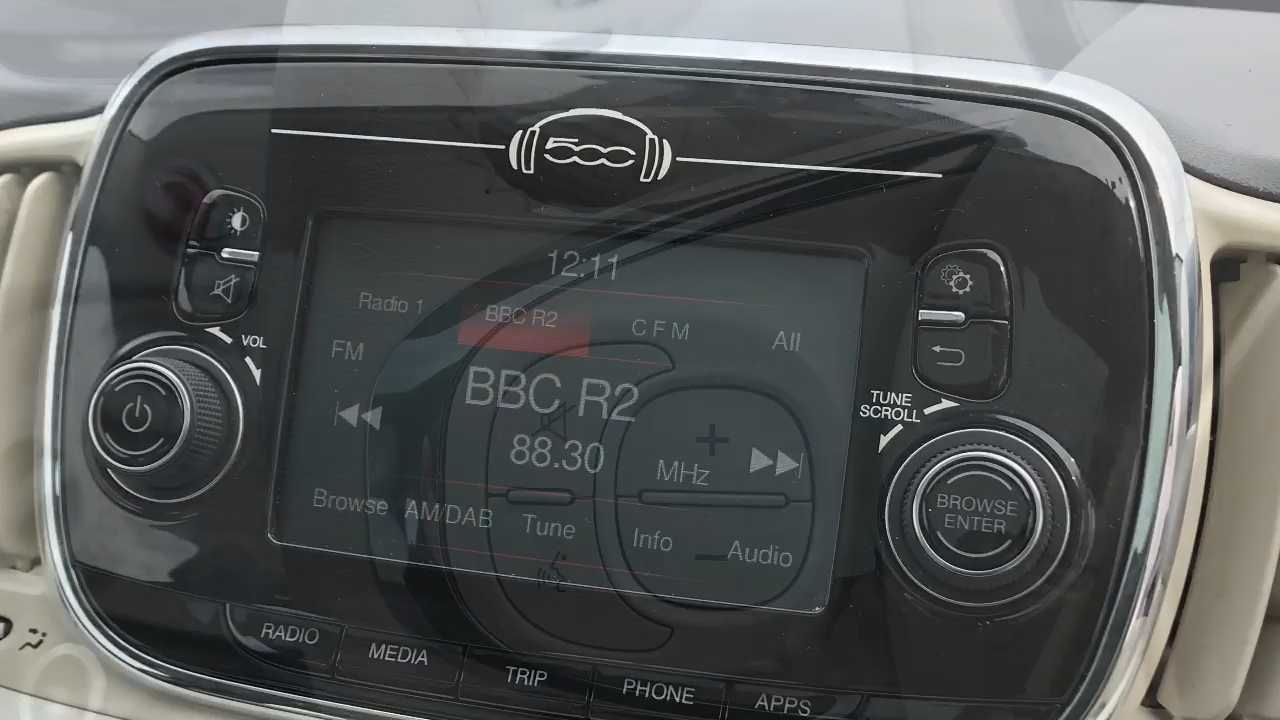 500
12:11
Radio 1 BBC R2 CFM All
FM
BBC R2
88.30 MHz
Browse AM/DAB Tune Info Audio
VOL
TUNE
SCROLL
BROWSE
ENTER
RADIO MEDIA TRIP PHONE APPS